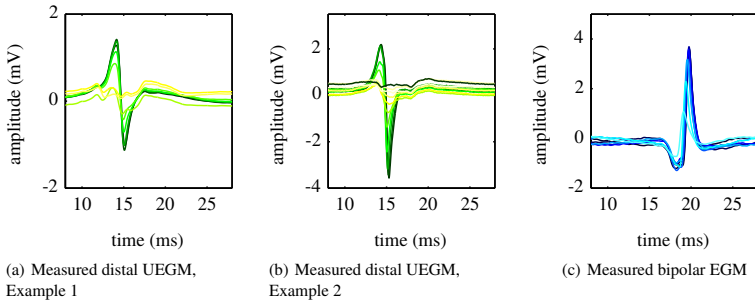 2
0
-2
10 15 20 25
amplitude (mV)
time (ms)
(a) Measured distal UEGM,
Example 1
4
2
0
-2
-4
10 15 20 25
amplitude (mV)
time (ms)
(b) Measured distal UEGM,
Example 2
4
2
0
-2
10 15 20 25
amplitude (mV)
time (ms)
(c) Measured bipolar EGM